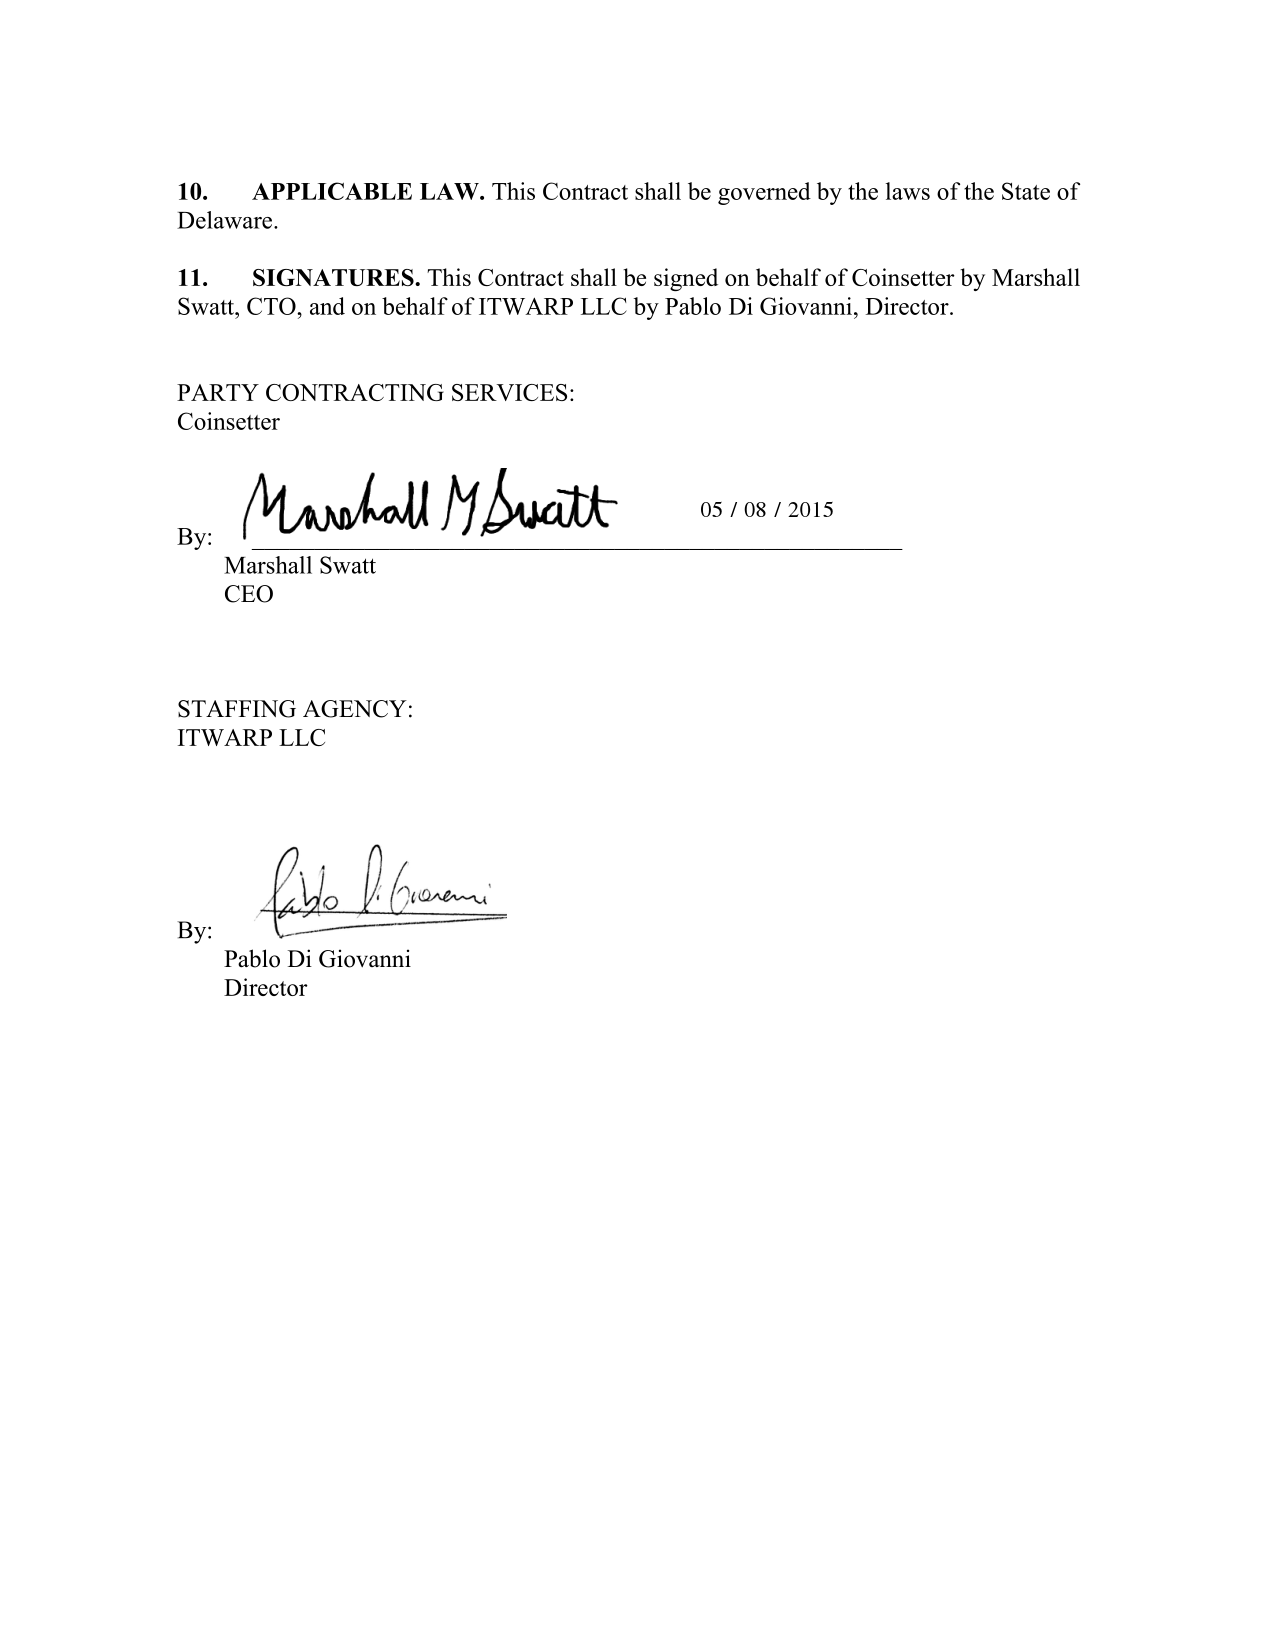 10. APPLICABLE LAW. This Contract shall be governed by the laws of the State of
Delaware.
11. SIGNATURES. This Contract shall be signed on behalf of Coinsetter by Marshall
Swatt, CTO, and on behalf of ITWARP LLC by Pablo Di Giovanni, Director.
PARTY CONTRACTING SERVICES:
Coinsetter
Marshall M Swatt 05 / 08 / 2015
By:
Marshall Swatt
CEO
STAFFING AGENCY:
ITWARP LLC
Pablo Di Giovanni
By:
Pablo Di Giovanni
Director